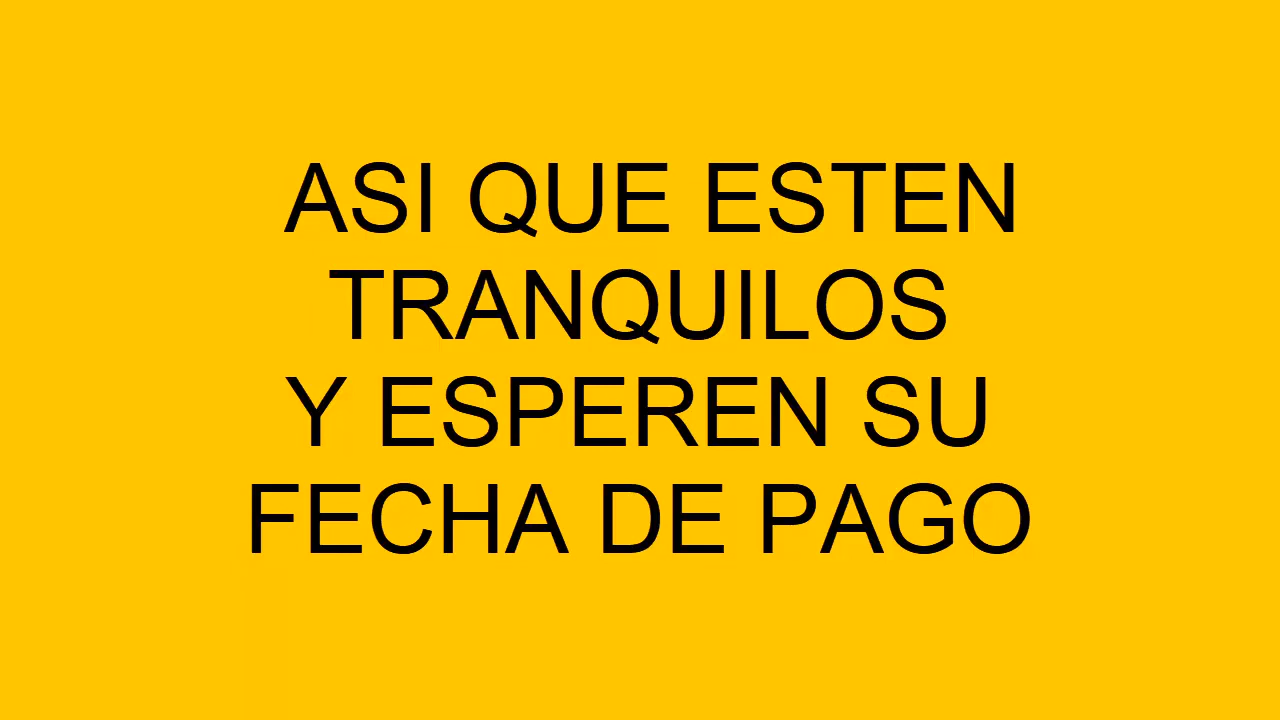 ASI QUE ESTEN
TRANQUILOS
Y ESPEREN SU
FECHA DE PAGO